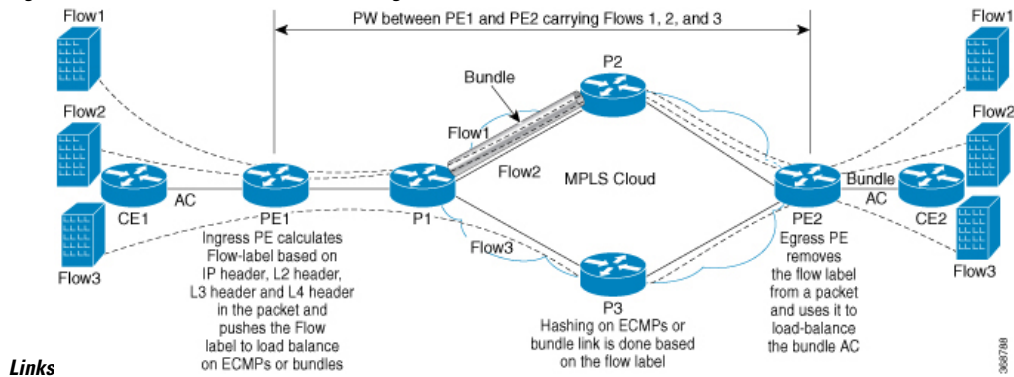 PW between PE1 and PE2 carrying Flows 1, 2, and 3
Flow1
Flow1
P2
Bundle
Flow2
Flow1
Flow2
Flow2
MPLS Cloud
Bundle
AC
AC
CE1
PE1
P1
PE2
CE2
Flow3
Flow3
Flow3
Ingress PE calculates
Flow-label based on
IP header, L2 header,
L3 header and L4 header
in the packet and
pushes the Flow
label to load balance
on ECMPs or bundles
P3
Hashing on ECMPs or
bundle link is done based
on the flow label
Egress PE
removes
the flow label
from a packet
and uses it to
load-balance
the bundle AC
368788
Links